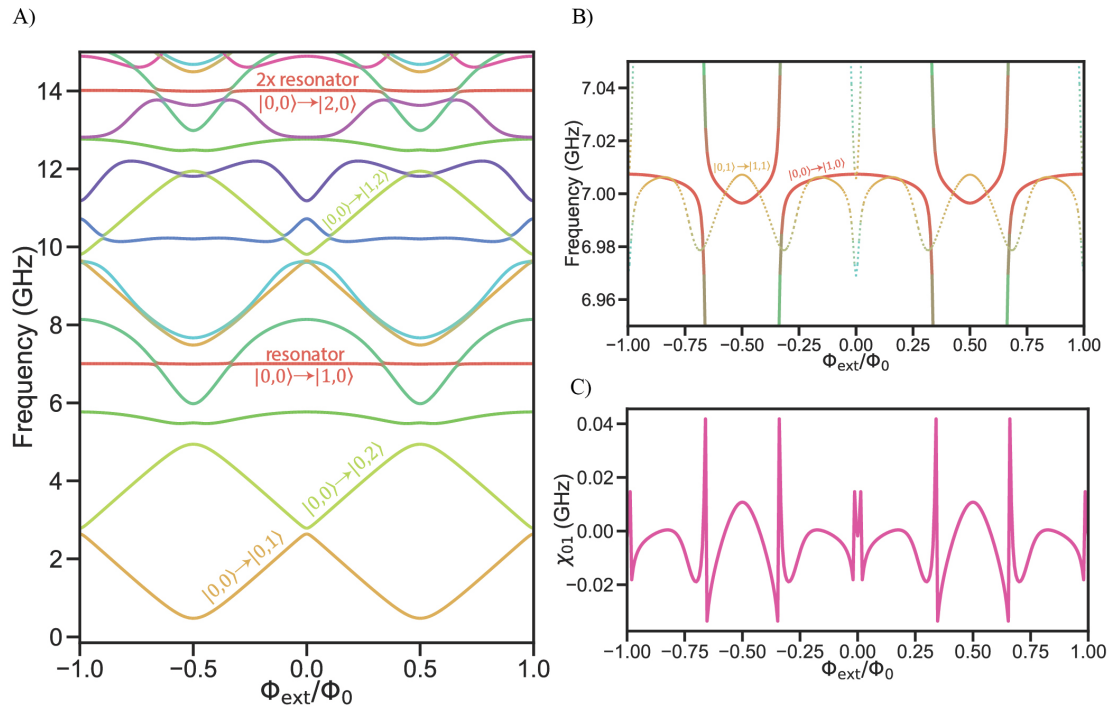 A)
14
12
10
8
6
4
2
0
Frequency (GHz)
2x resonator
|0,0⟩→|2,0⟩
|0,0⟩→|1,2⟩
resonator
|0,0⟩→|1,0⟩
|0,0⟩→|0,2⟩
|0,0⟩→|0,1⟩
−1.0 −0.5 0.0 0.5 1.0
Φext/Φ0
B)
7.04
7.02
7.00
6.98
6.96
Frequency (GHz)
|0,1⟩→|1,1⟩ |0,0⟩→|1,0⟩
−1.00 −0.75 −0.50 −0.25 0.00 0.25 0.50 0.75 1.00
Φext/Φ0
C)
0.04
0.02
0.00
−0.02
χ01 (GHz)
−1.00 −0.75 −0.50 −0.25 0.00 0.25 0.50 0.75 1.00
Φext/Φ0